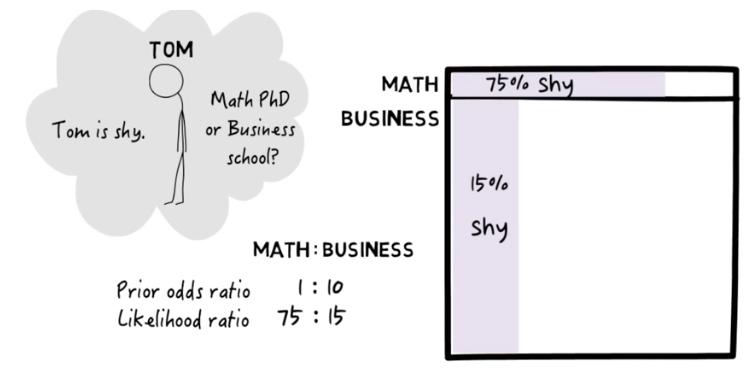 TOM
Tom is shy.
Math PhD
or Business
school?
MATH
75% shy
BUSINESS
15%
shy
MATH:BUSINESS
Prior odds ratio 1 : 10
Likelihood ratio 75 : 15